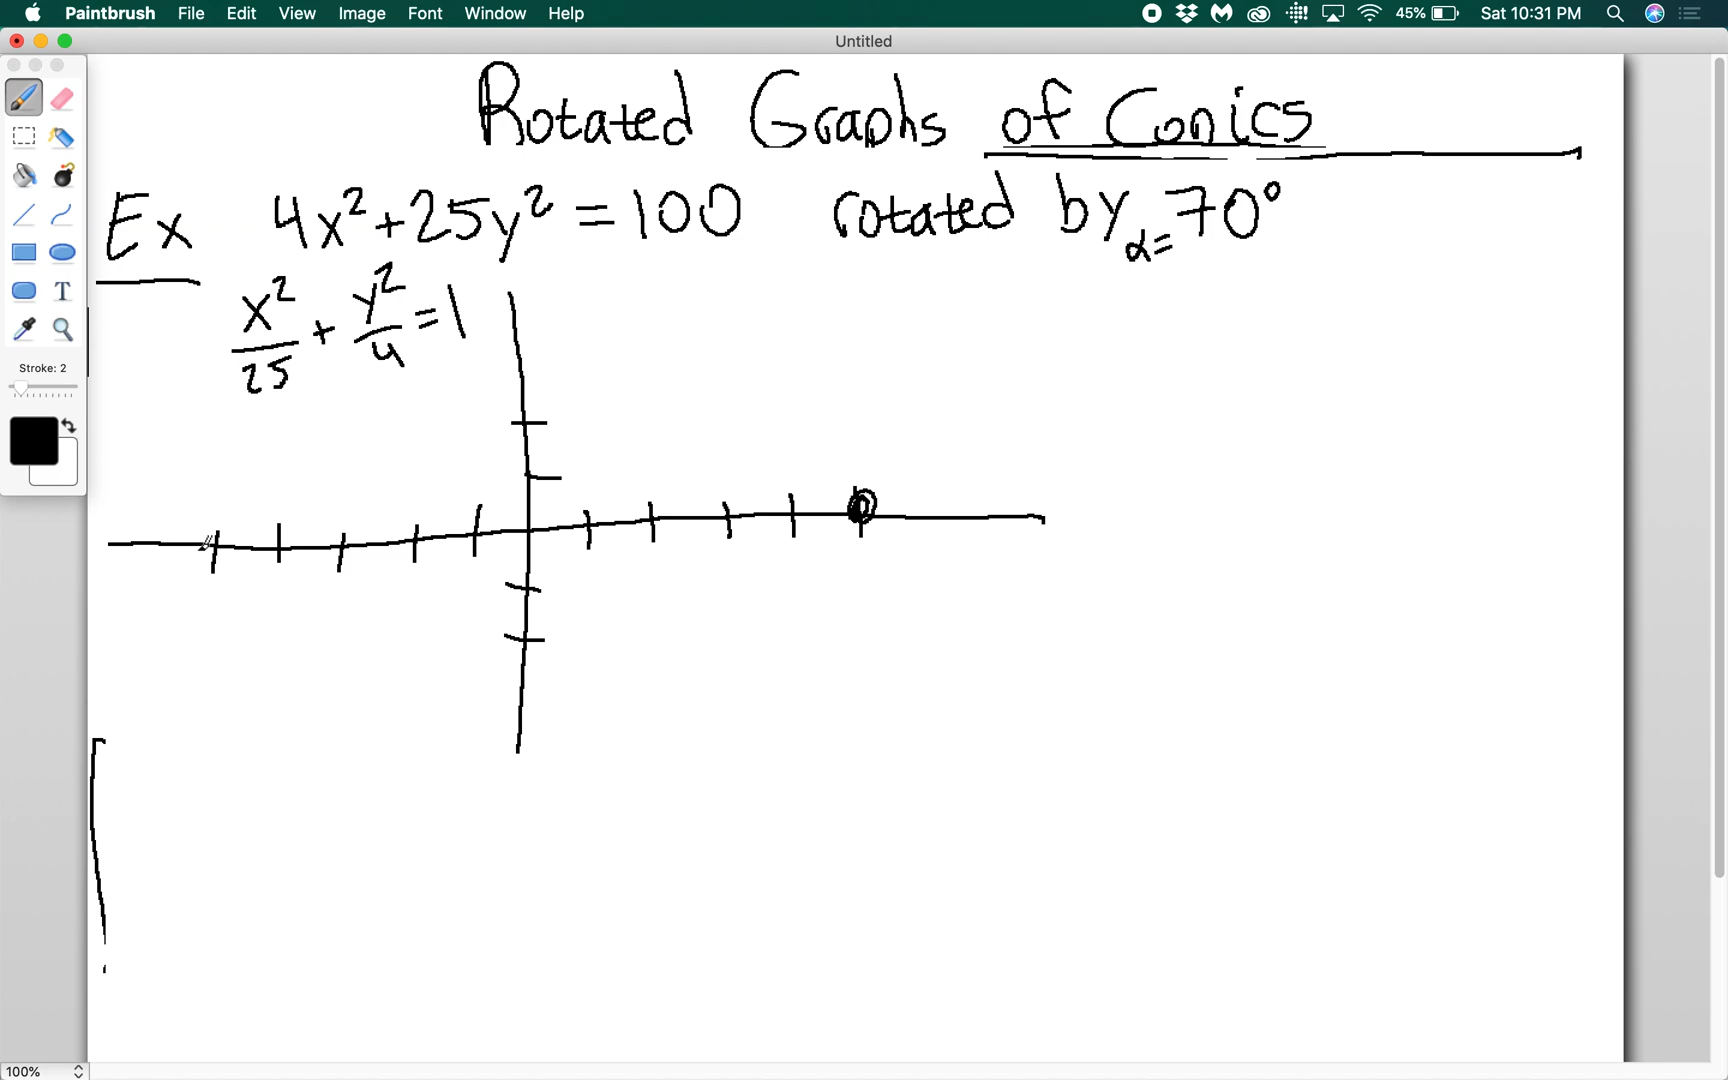 Paintbrush File Edit View Image Font Window Help 45% Sat 10:31 PM
Untitled
Rotated Graphs of Conics
Ex 4x²+25y²=100 rotated by α=70°
x²/25 + y²/4 = 1
T
Stroke: 2
100%